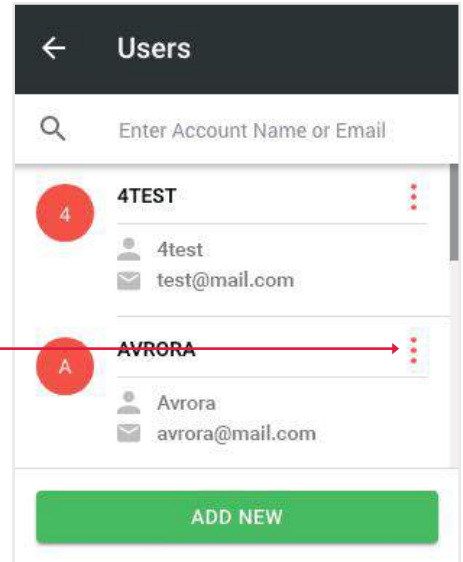 Users
Enter Account Name or Email
4
4TEST
4test
test@mail.com
A
AVRORA
Avrora
avrora@mail.com
ADD NEW